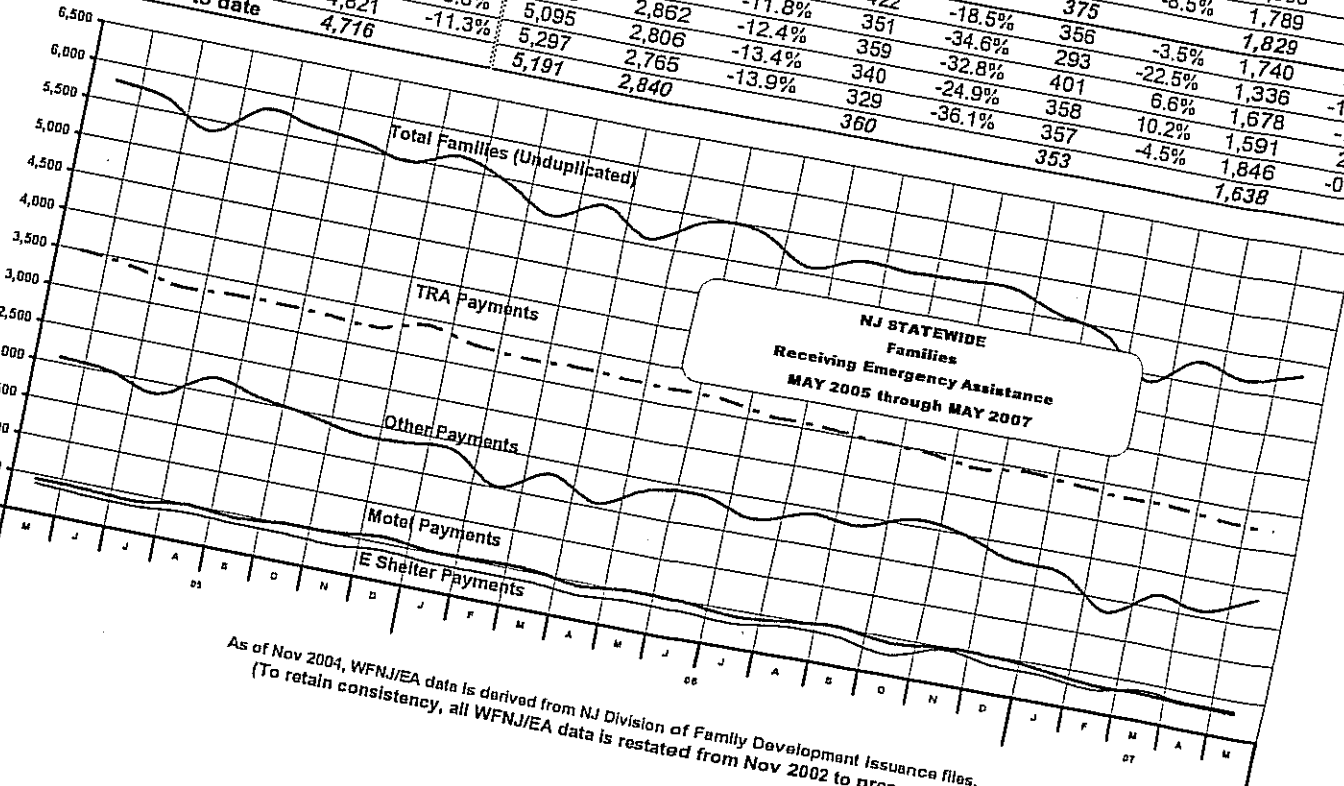 to date 4,821
4,716 -11.3%
5,095 2,862 -11.8% 422 -18.5% 375 -8.5% 1,789
5,297 2,806 -12.4% 351 -34.6% 356 -3.5% 1,829
5,191 2,765 -13.4% 359 -32.8% 293 -22.5% 1,740
2,840 -13.9% 340 -24.9% 401 6.6% 1,336
329 -36.1% 358 10.2% 1,678
360 357 -4.5% 1,591
353 1,846
1,638
6,500
6,000
5,500
5,000
4,500
4,000
3,500
3,000
2,500
Total Families (Unduplicated)
TRA Payments
NJ STATEWIDE
Families
Receiving Emergency Assistance
MAY 2005 through MAY 2007
Other Payments
Motel Payments
E Shelter Payments
M J J A S O N D J F M A M J J A S O N D J F M A M
05 06 07
As of Nov 2004, WFNJ/EA data is derived from NJ Division of Family Development issuance files.
(To retain consistency, all WFNJ/EA data is restated from Nov 2002 to